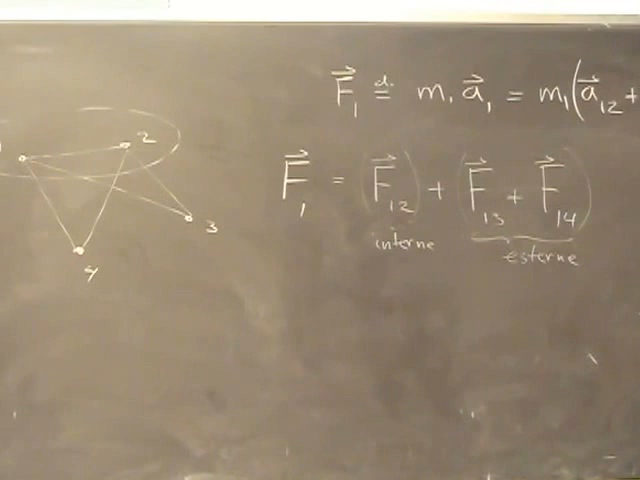 F⃗₁ ≝ m₁ a⃗₁ = m₁(a⃗₁₂ +
F⃗₁ = (F⃗₁₂) + (F⃗₁₃ + F⃗₁₄)
interne esterne
2
3
4